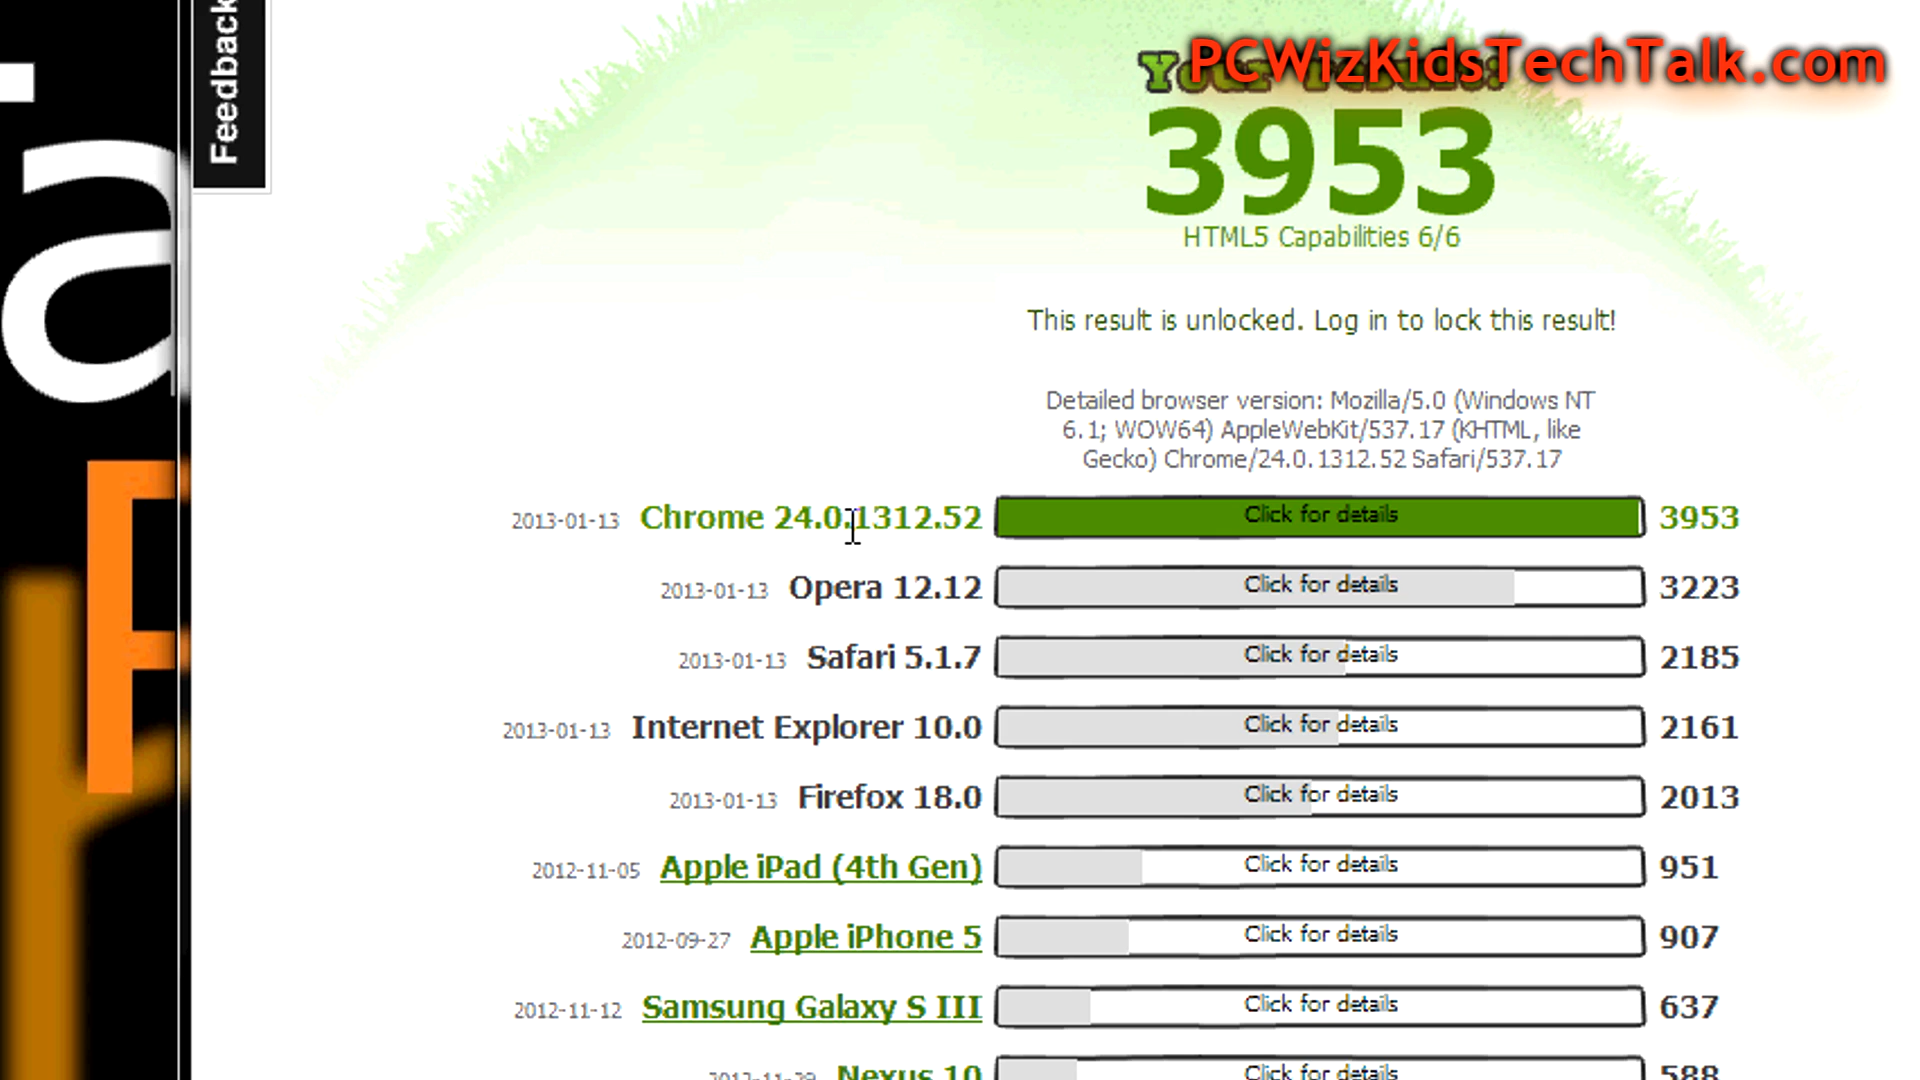 Feedback
a
PCWizKidsTechTalk.com
3953
HTML5 Capabilities 6/6
This result is unlocked. Log in to lock this result!
Detailed browser version: Mozilla/5.0 (Windows NT
6.1; WOW64) AppleWebKit/537.17 (KHTML, like
Gecko) Chrome/24.0.1312.52 Safari/537.17
2013-01-13 Chrome 24.0.1312.52 Click for details 3953
2013-01-13 Opera 12.12 Click for details 3223
2013-01-13 Safari 5.1.7 Click for details 2185
2013-01-13 Internet Explorer 10.0 Click for details 2161
2013-01-13 Firefox 18.0 Click for details 2013
2012-11-05 Apple iPad (4th Gen) Click for details 951
2012-09-27 Apple iPhone 5 Click for details 907
2012-11-12 Samsung Galaxy S III Click for details 637
2012-11-29 Nexus 10 Click for details 588